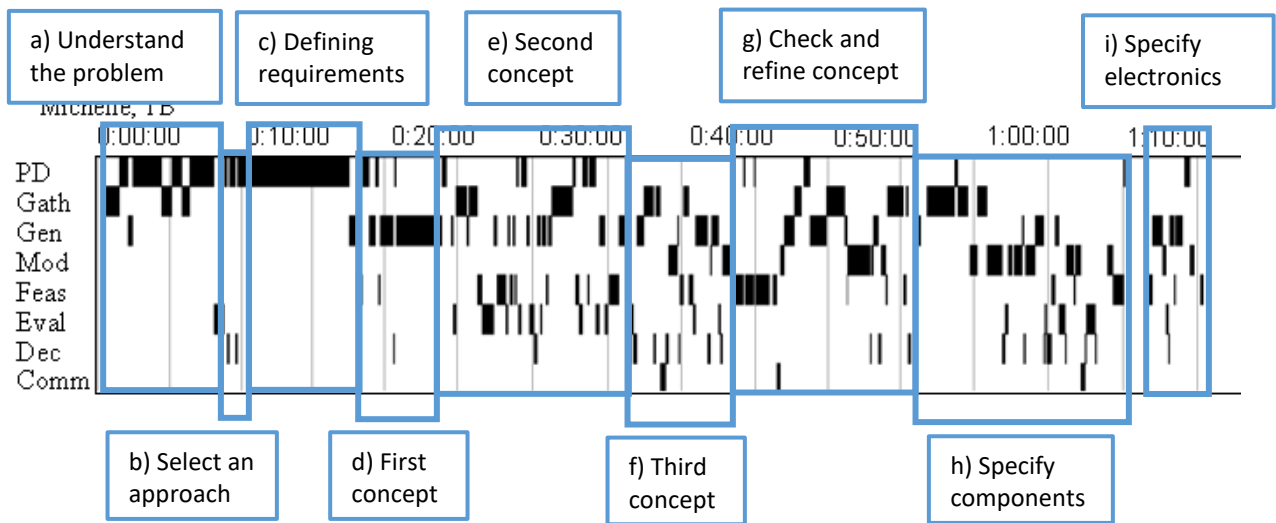 a) Understand
the problem
c) Defining
requirements
e) Second
concept
g) Check and
refine concept
i) Specify
electronics
Michelle, TB
0:00:00 0:10:00 0:20:00 0:30:00 0:40:00 0:50:00 1:00:00 1:10:00
PD
Gath
Gen
Mod
Feas
Eval
Dec
Comm
b) Select an
approach
d) First
concept
f) Third
concept
h) Specify
components